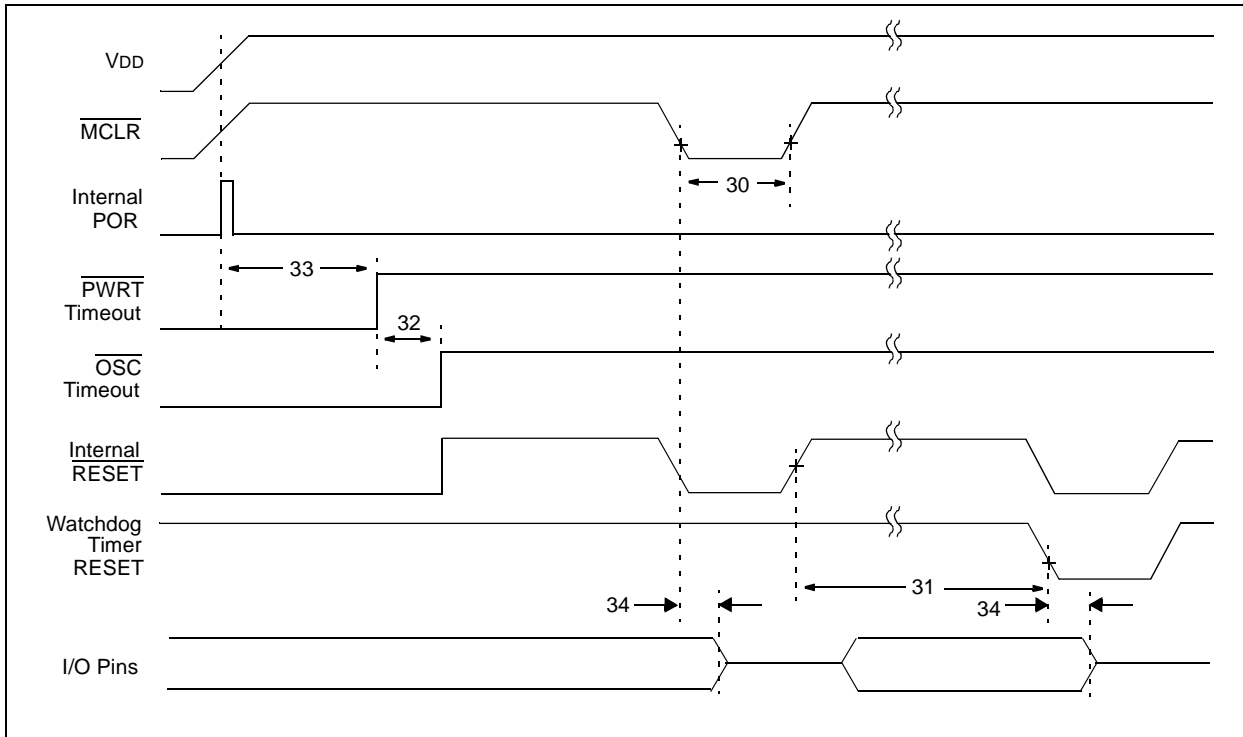 VDD
MCLR
30
Internal
POR
33
PWRT
Timeout
32
OSC
Timeout
Internal
RESET
Watchdog
Timer
RESET
31
34
34
I/O Pins